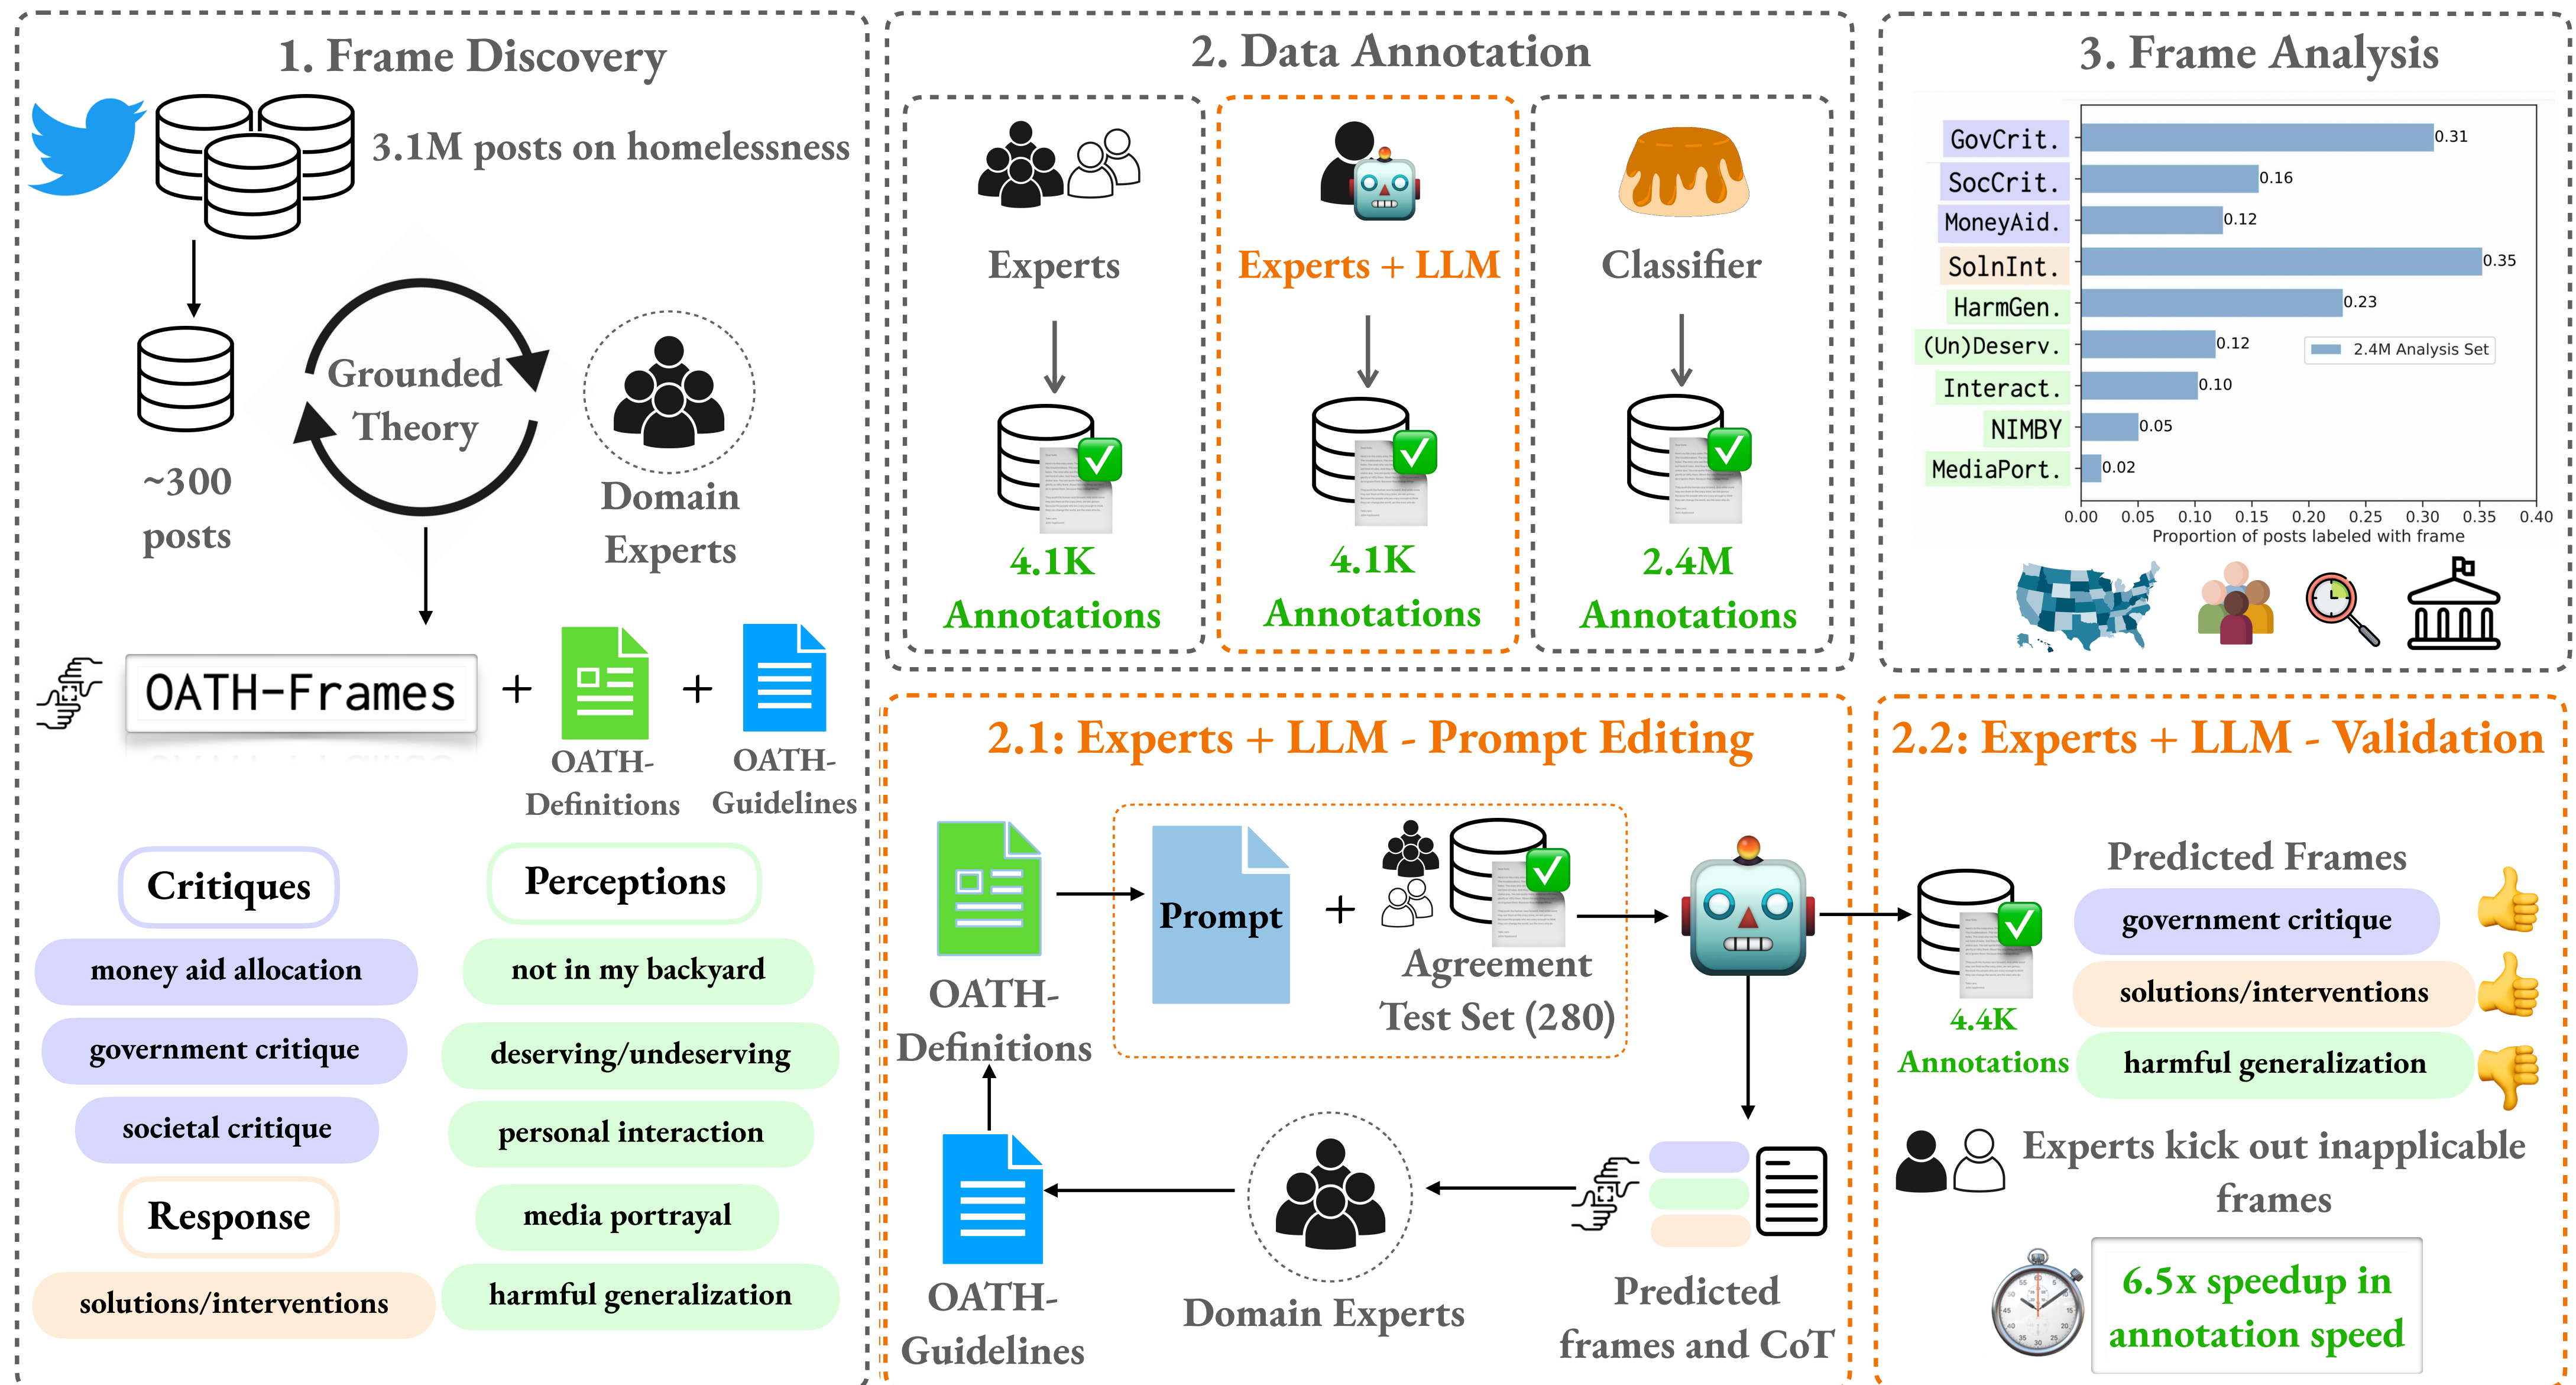 1. Frame Discovery
3.1M posts on homelessness
Grounded
Theory
~300
posts
Domain
Experts
OATH-Frames
+
+
OATH-
Definitions
OATH-
Guidelines
Critiques
money aid allocation
government critique
societal critique
Response
solutions/interventions
Perceptions
not in my backyard
deserving/undeserving
personal interaction
media portrayal
harmful generalization
2. Data Annotation
Experts
4.1K
Annotations
Experts + LLM
4.1K
Annotations
Classifier
2.4M
Annotations
3. Frame Analysis
GovCrit.
0.31
SocCrit.
0.16
MoneyAid.
0.12
SolnInt.
0.35
HarmGen.
0.23
(Un)Deserv.
0.12
2.4M Analysis Set
Interact.
0.10
NIMBY
0.05
MediaPort.
0.02
0.00 0.05 0.10 0.15 0.20 0.25 0.30 0.35 0.40
Proportion of posts labeled with frame
2.1: Experts + LLM - Prompt Editing
OATH-
Definitions
Prompt
+
Agreement
Test Set (280)
OATH-
Guidelines
Domain Experts
Predicted
frames and CoT
2.2: Experts + LLM - Validation
4.4K
Annotations
Predicted Frames
government critique
solutions/interventions
harmful generalization
Experts kick out inapplicable
frames
6.5x speedup in
annotation speed